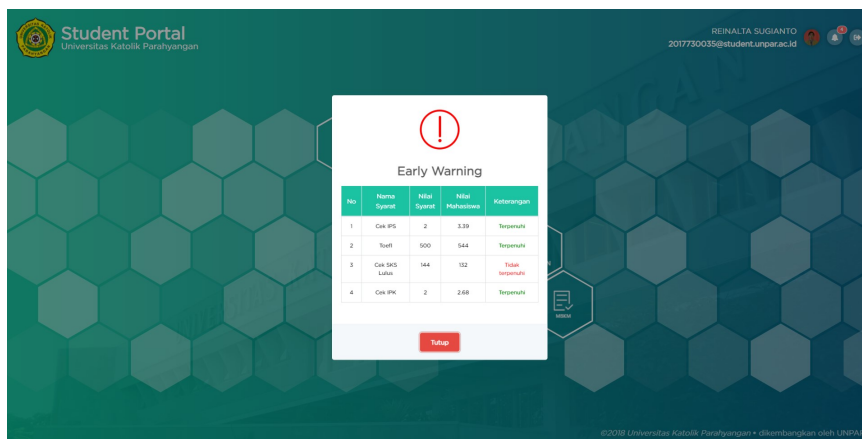 Student Portal
Universitas Katolik Parahyangan
REINALTA SUGIANTO
2017730035@student.unpar.ac.id
Early Warning
No Nama Syarat Nilai Syarat Nilai Mahasiswa Keterangan
1 Cek IPS 2 3.39 Terpenuhi
2 Toefl 500 544 Terpenuhi
3 Cek SKS Lulus 144 132 Tidak terpenuhi
4 Cek IPK 2 2.68 Terpenuhi
MBKM
Tutup
©2018 Universitas Katolik Parahyangan • dikembangkan oleh UNPAR